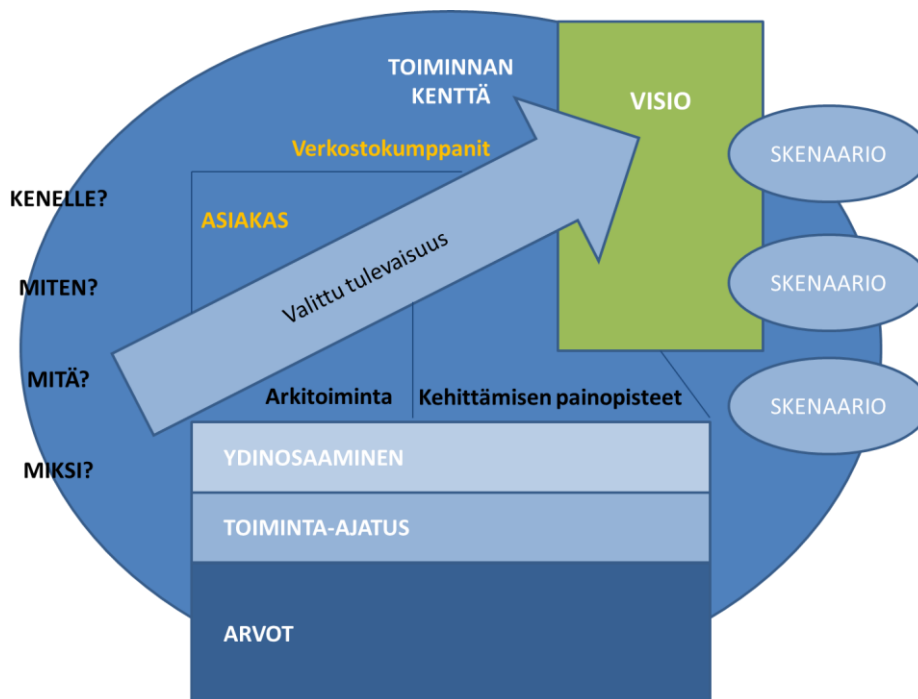 TOIMINNAN
KENTTÄ
VISIO
SKENAARIO
Verkostokumppanit
KENELLE?
ASIAKAS
Valittu tulevaisuus
MITEN?
SKENAARIO
MITÄ?
Arkitoiminta
Kehittämisen painopisteet
SKENAARIO
MIKSI?
YDINOSAAMINEN
TOIMINTA-AJATUS
ARVOT